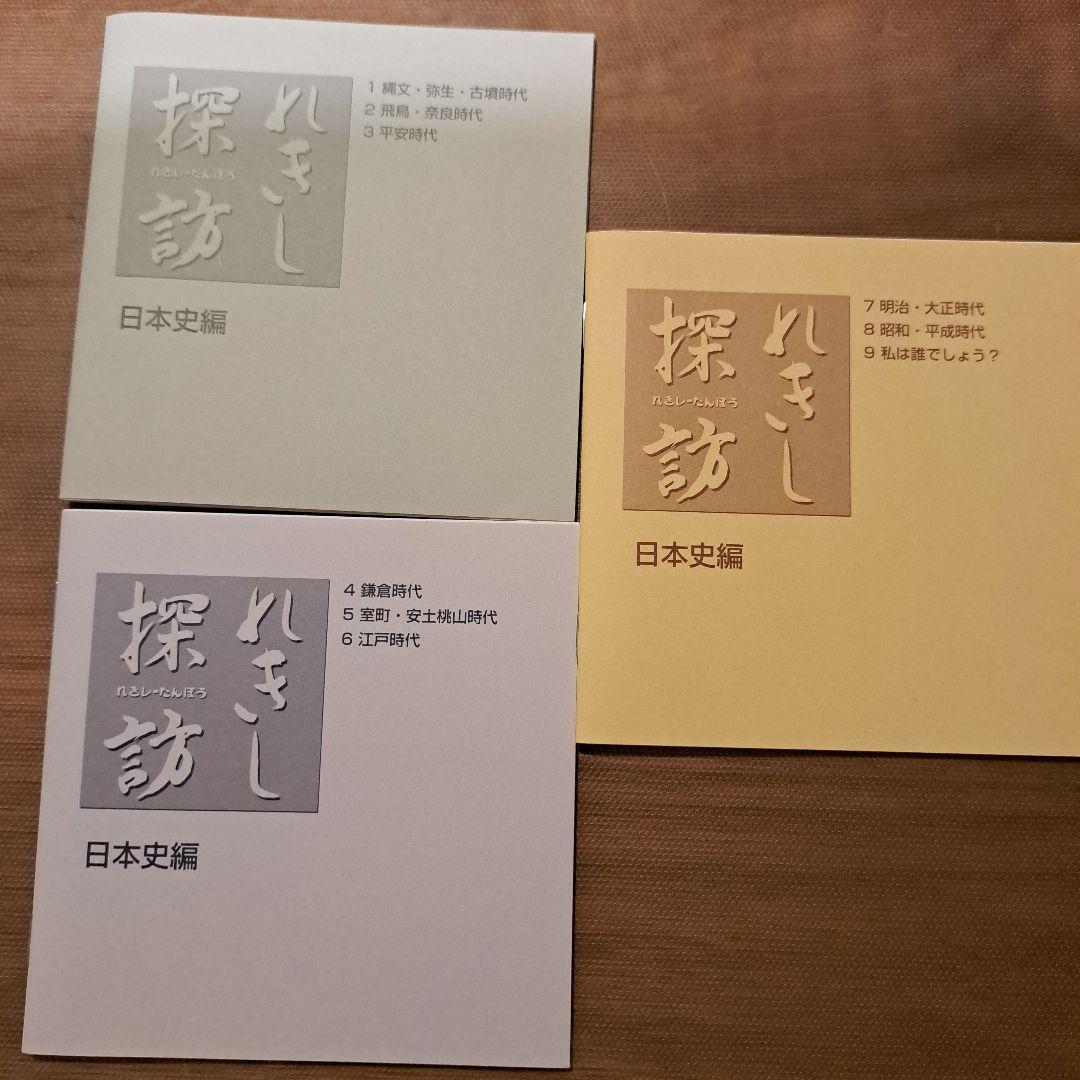 れきし
探訪
れきしーたんぼう
日本史編
1 縄文・弥生・古墳時代
2 飛鳥・奈良時代
3 平安時代
れきし
探訪
れきしーたんぼう
日本史編
4 鎌倉時代
5 室町・安土桃山時代
6 江戸時代
れきし
探訪
れきしーたんぼう
日本史編
7 明治・大正時代
8 昭和・平成時代
9 私は誰でしょう？